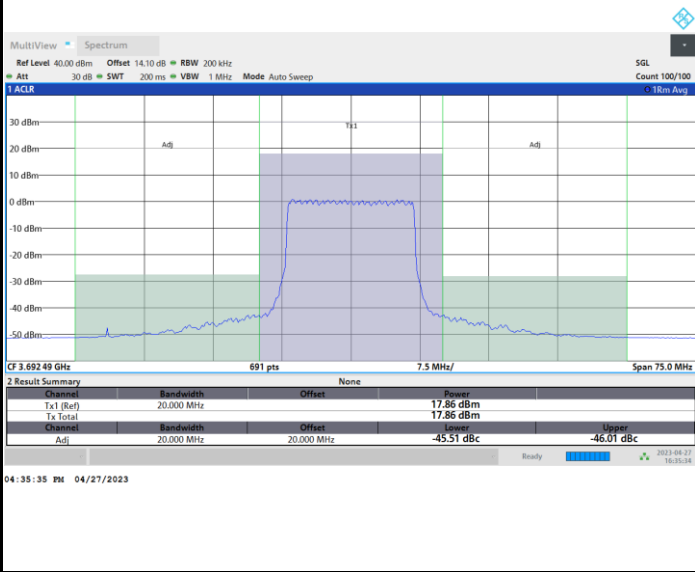 MultiView Spectrum
Ref Level 40.00 dBm Offset 14.10 dB RBW 200 kHz SGL
Att 30 dB SWT 200 ms VBW 1 MHz Mode Auto Sweep Count 100/100
1 ACLR 1Rm Avg
30 dBm
Tx1
20 dBm Adj Adj
10 dBm
0 dBm
-10 dBm
-20 dBm
-30 dBm
-40 dBm
-50 dBm
CF 3.692 49 GHz 691 pts 7.5 MHz/ Span 75.0 MHz
2 Result Summary None
Channel Bandwidth Offset Power
Tx1 (Ref) 20.000 MHz 17.86 dBm
Tx Total 17.86 dBm
Channel Bandwidth Offset Lower Upper
Adj 20.000 MHz 20.000 MHz -45.51 dBc -46.01 dBc
Ready 2023-04-27
16:35:34
04:35:35 PM 04/27/2023